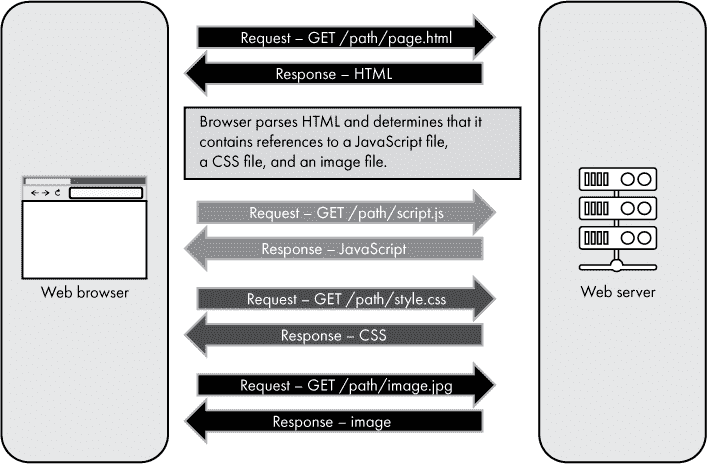 Request – GET /path/page.html
Response – HTML
Browser parses HTML and determines that it
contains references to a JavaScript file,
a CSS file, and an image file.
Request – GET /path/script.js
Response – JavaScript
Web browser
Web server
Request – GET /path/style.css
Response – CSS
Request – GET /path/image.jpg
Response – image